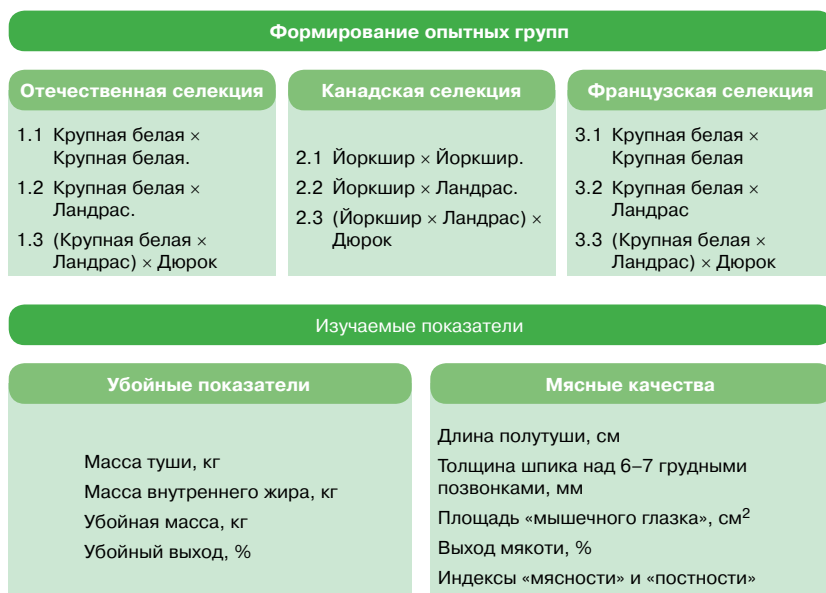 Формирование опытных групп
Отечественная селекция
1.1 Крупная белая ×
Крупная белая.
1.2 Крупная белая ×
Ландрас.
1.3 (Крупная белая ×
Ландрас) × Дюрок
Канадская селекция
2.1 Йоркшир × Йоркшир.
2.2 Йоркшир × Ландрас.
2.3 (Йоркшир × Ландрас) ×
Дюрок
Французская селекция
3.1 Крупная белая ×
Крупная белая
3.2 Крупная белая ×
Ландрас
3.3 (Крупная белая ×
Ландрас) × Дюрок
Изучаемые показатели
Убойные показатели
Масса туши, кг
Масса внутреннего жира, кг
Убойная масса, кг
Убойный выход, %
Мясные качества
Длина полутуши, см
Толщина шпика над 6–7 грудными
позвонками, мм
Площадь «мышечного глазка», см²
Выход мякоти, %
Индексы «мясности» и «постности»